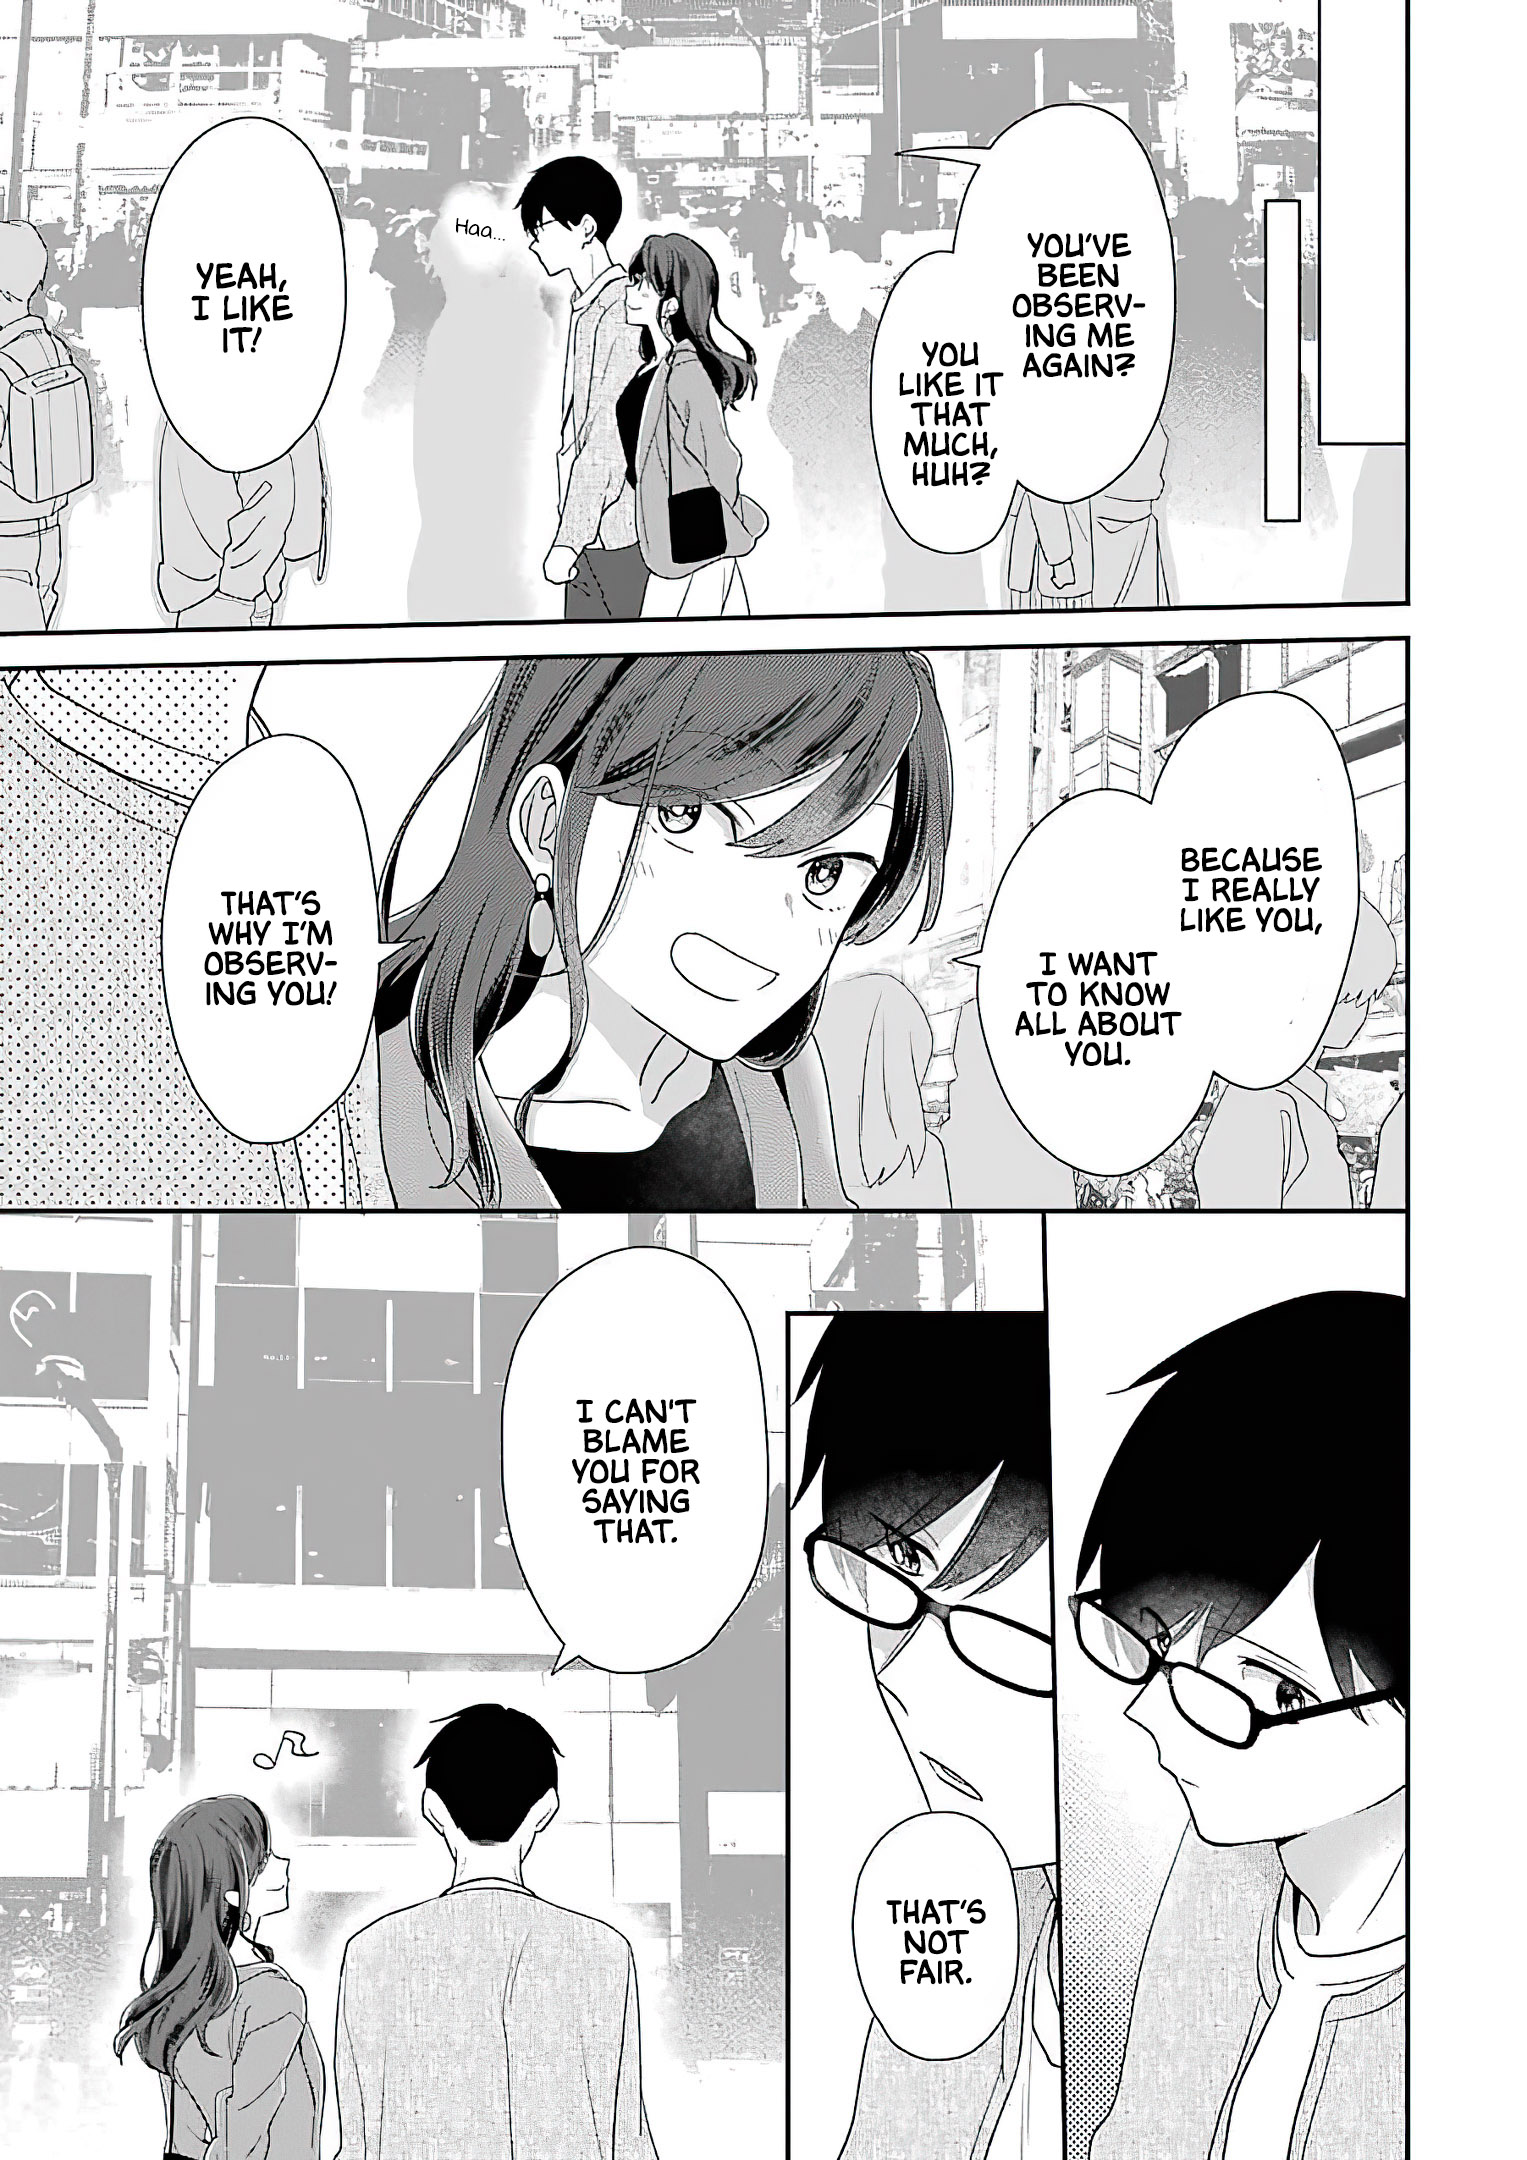 YOU'VE
BEEN
OBSERV-
ING ME
AGAIN?
YOU
LIKE IT
THAT
MUCH,
HUH?
Haa...
YEAH,
I LIKE
IT!
BECAUSE
I REALLY
LIKE YOU,
I WANT
TO KNOW
ALL ABOUT
YOU.
THAT'S
WHY I'M
OBSERV-
ING YOU!
THAT'S
NOT
FAIR.
I CAN'T
BLAME
YOU FOR
SAYING
THAT.